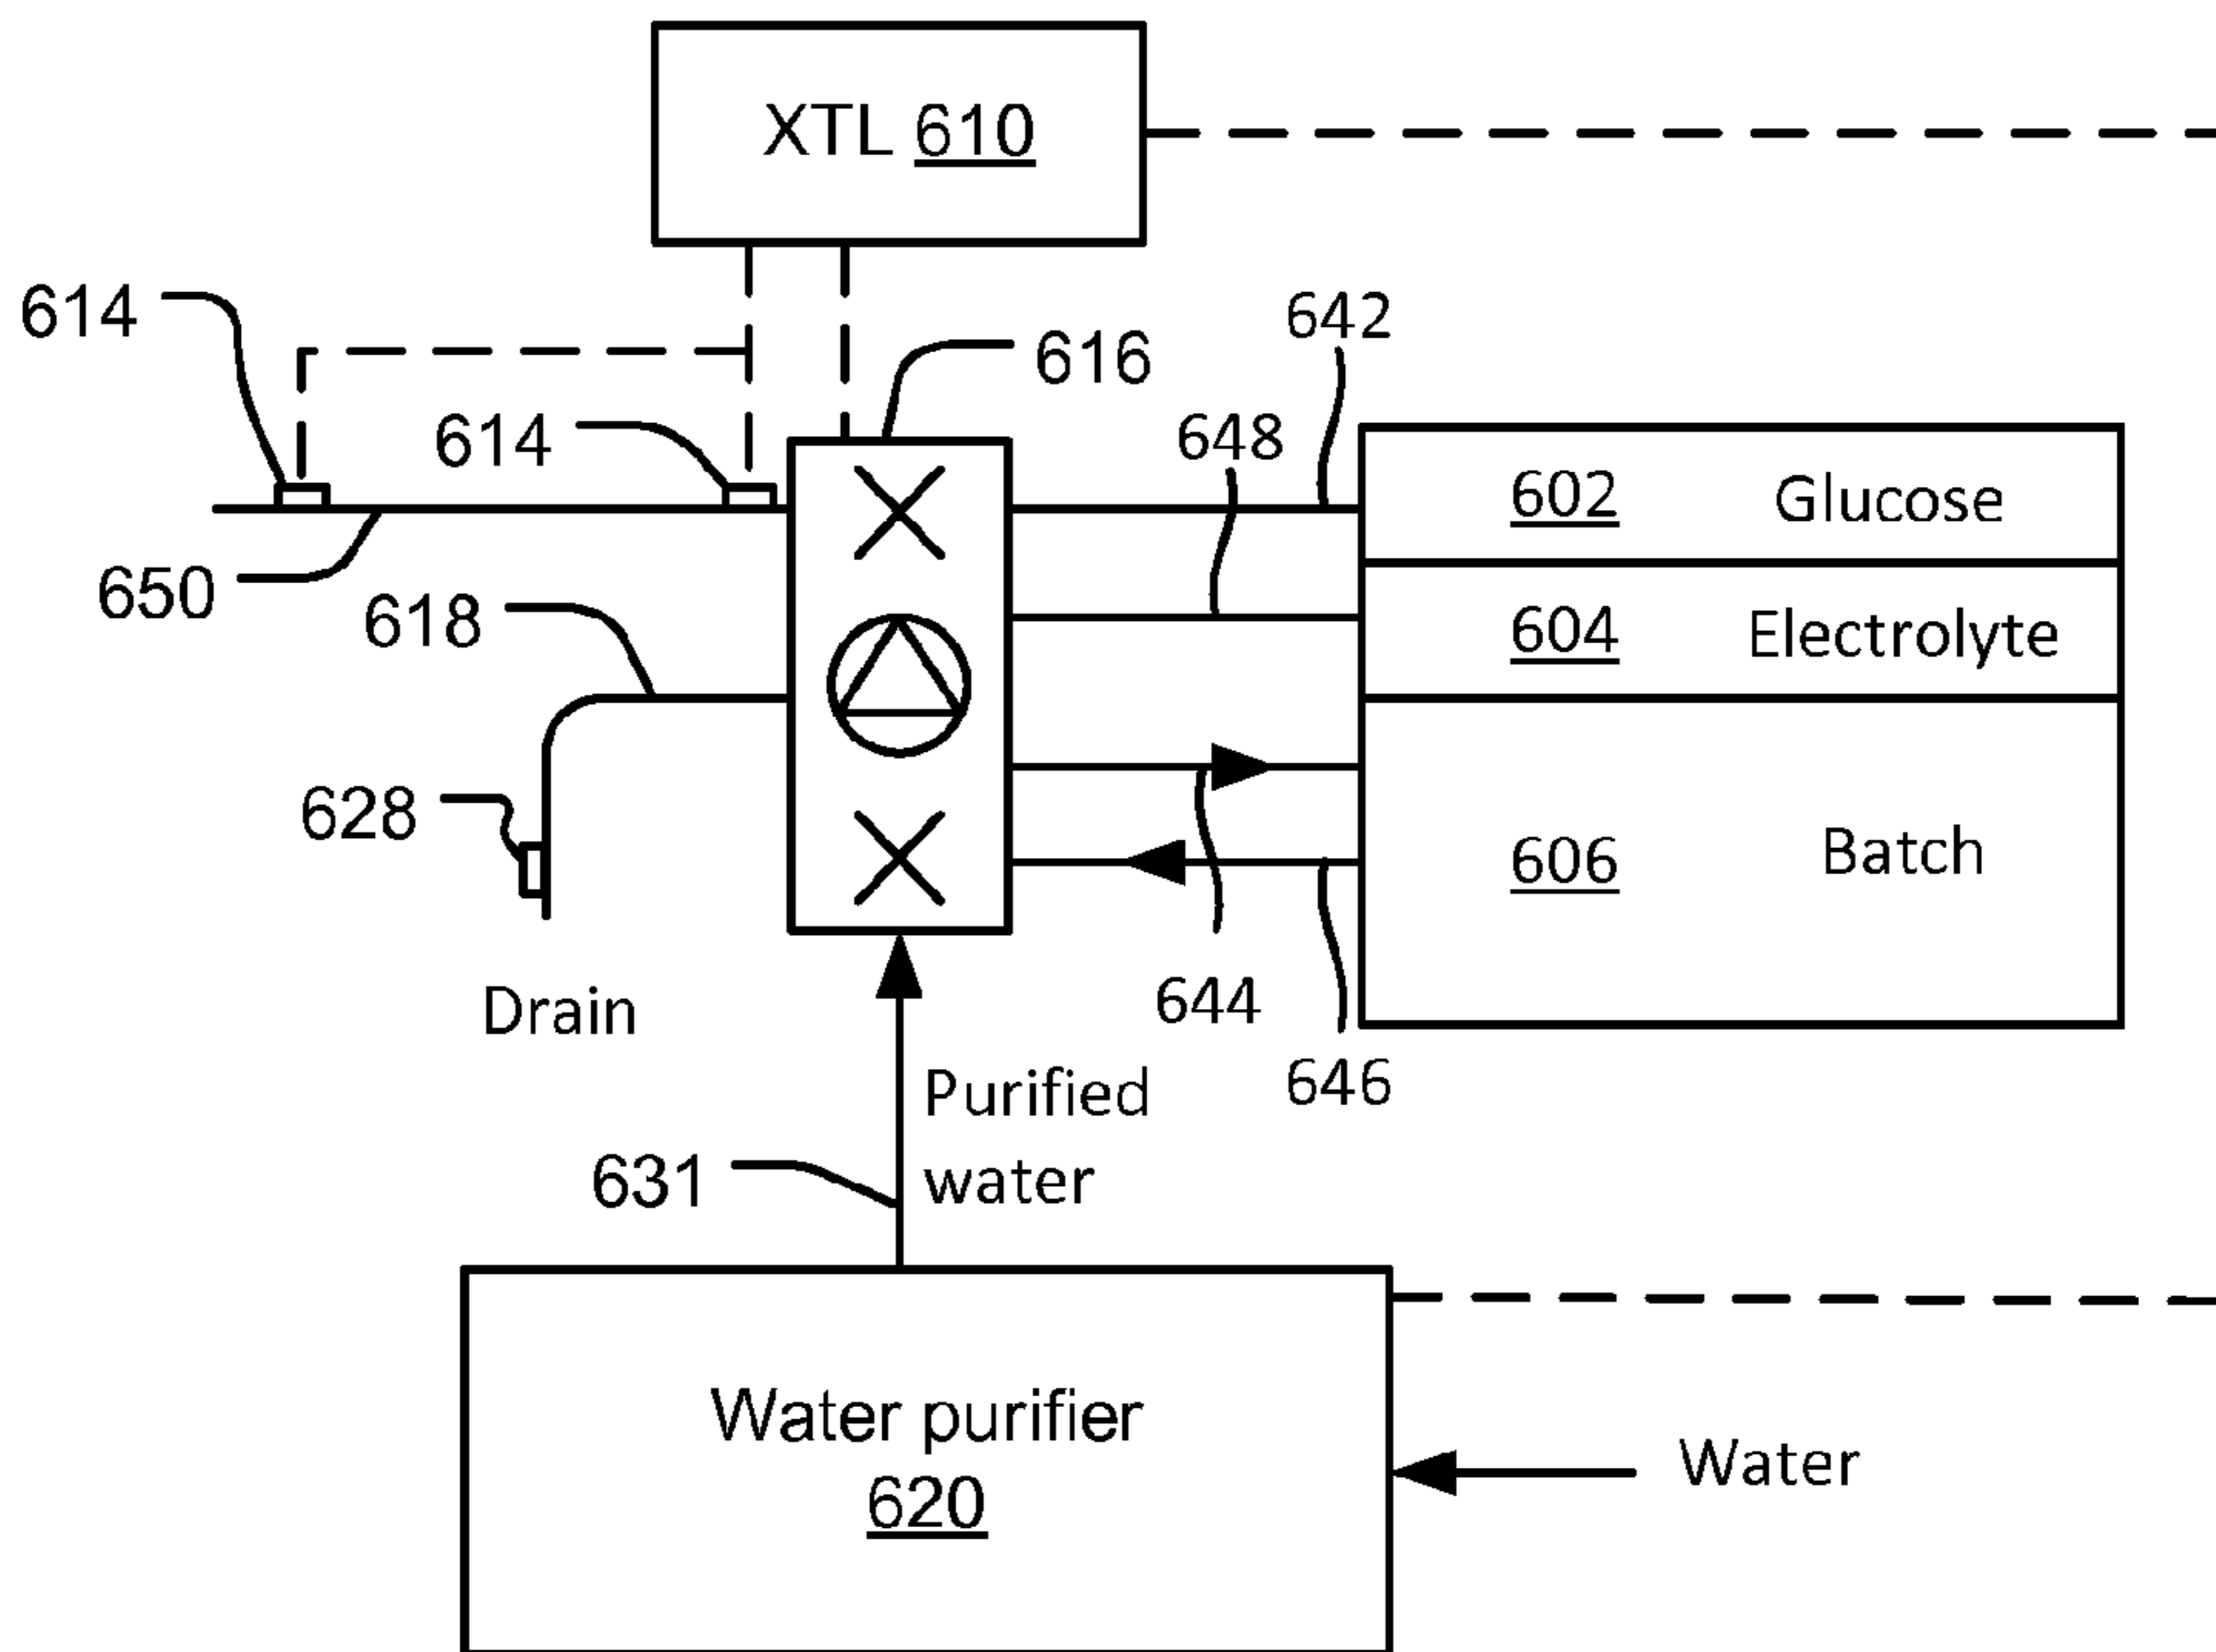 XTL 610
614
642
616
614
648
602 Glucose
650
618
604 Electrolyte
628
606 Batch
Drain
644
646
Purified
water
631
Water purifier
620
Water